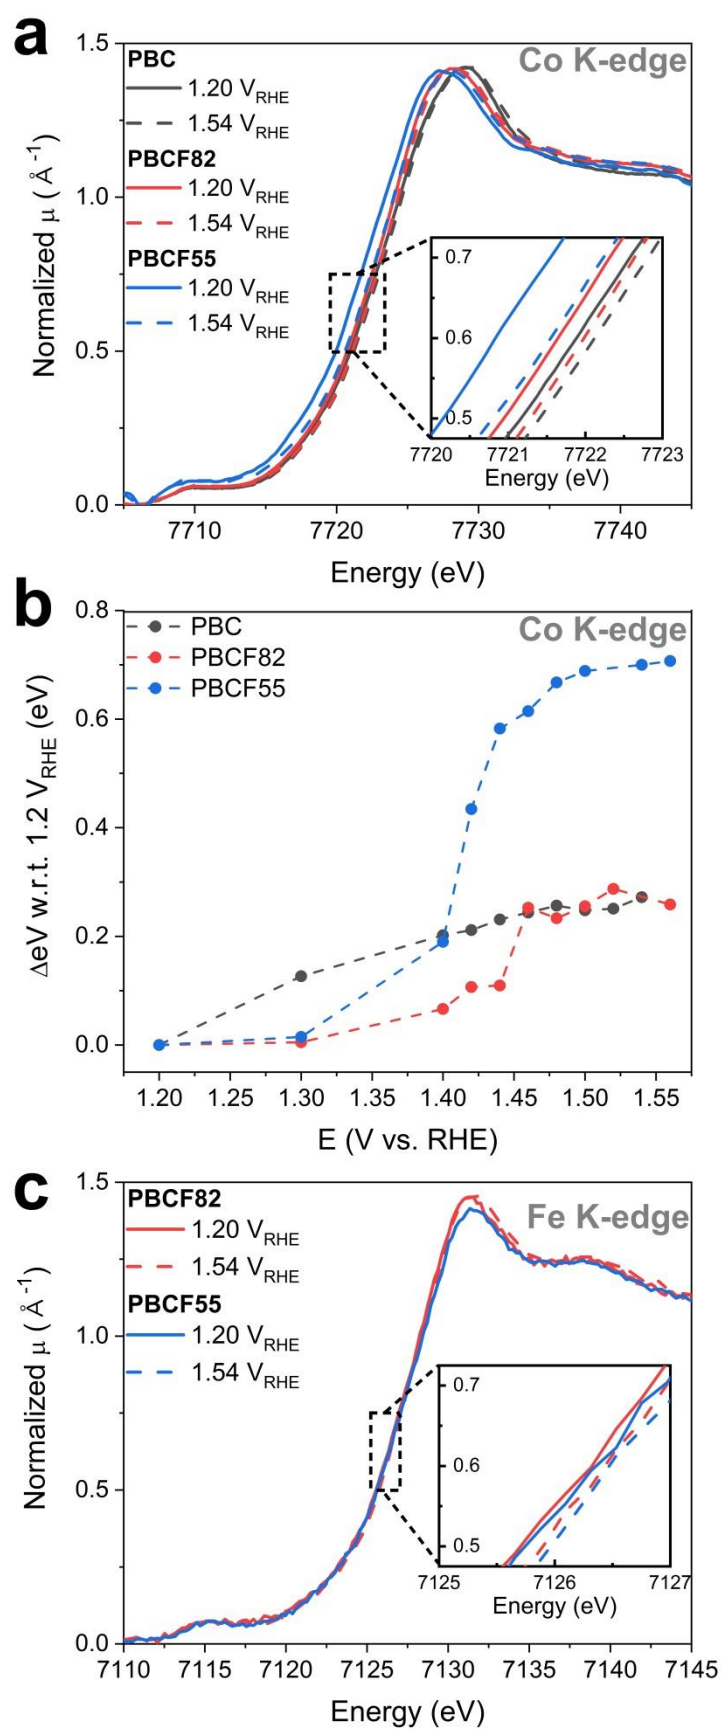 a
1.5
Co K-edge
PBC
1.20 V_RHE
1.54 V_RHE
PBCF82
1.20 V_RHE
1.54 V_RHE
PBCF55
1.20 V_RHE
1.54 V_RHE
1.0
0.5
0.0
Normalized μ ( Å⁻¹)
0.7
0.6
0.5
7720 7721 7722 7723
Energy (eV)
7710 7720 7730 7740
Energy (eV)
b
0.8
Co K-edge
PBC
PBCF82
PBCF55
0.6
0.4
0.2
0.0
ΔeV w.r.t. 1.2 V_RHE (eV)
1.20 1.25 1.30 1.35 1.40 1.45 1.50 1.55
E (V vs. RHE)
c
1.5
Fe K-edge
PBCF82
1.20 V_RHE
1.54 V_RHE
PBCF55
1.20 V_RHE
1.54 V_RHE
1.0
0.5
0.0
Normalized μ ( Å⁻¹)
0.7
0.6
0.5
7125 7126 7127
Energy (eV)
7110 7115 7120 7125 7130 7135 7140 7145
Energy (eV)